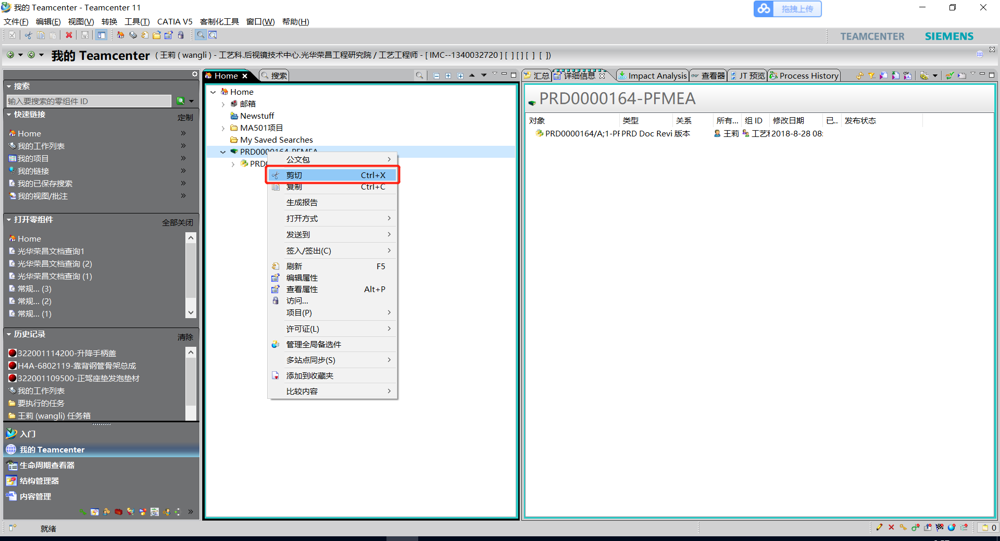 我的 Teamcenter - Teamcenter 11
拖拽上传
文件(F) 编辑(E) 视图(V) 转换 工具(T) CATIA V5 客制化工具 窗口(W) 帮助(H)
TEAMCENTER SIEMENS
我的 Teamcenter ( 王莉 ( wangli ) - 工艺科.后视镜技术中心.光华荣昌工程研究院 / 工艺工程师 - [ IMC--1340032720 ] [ ] [ ] [ ] [ ])
搜索
输入要搜索的零组件 ID
快速链接 定制
Home »
我的工作列表 »
我的项目 »
我的链接 »
我的已保存搜索 »
我的视图/批注 »
打开零组件 全部关闭
Home
光华荣昌文档查询1
光华荣昌文档查询 (2)
光华荣昌文档查询 (1)
常规... (3)
常规... (2)
常规... (1)
历史记录 清除
322001114200-升降手柄盖
H4A-6802119-靠背钢管骨架总成
322001109500-正驾座垫发泡垫材
我的工作列表
要执行的任务
王莉 (wangli) 任务箱
入门
我的 Teamcenter
生命周期查看器
结构管理器
XML 内容管理
»
就绪
Home 搜索
Home
邮箱
Newstuff
MA501项目
My Saved Searches
PRD0000164-PFMEA
PRD
公文包
剪切 Ctrl+X
复制 Ctrl+C
生成报告
打开方式
发送到
签入/签出(C)
刷新 F5
编辑属性
查看属性 Alt+P
访问...
项目(P)
许可证(L)
管理全局备选件
多站点同步(S)
添加到收藏夹
比较内容
汇总 详细信息 Impact Analysis 查看器 JT 预览 Process History
PRD0000164-PFMEA
对象 类型 关系 所有... 组 ID 修改日期 已.. 发布状态
PRD0000164/A;1-PF PRD Doc Revi 版本 王莉 工艺 2018-8-28 08:
0